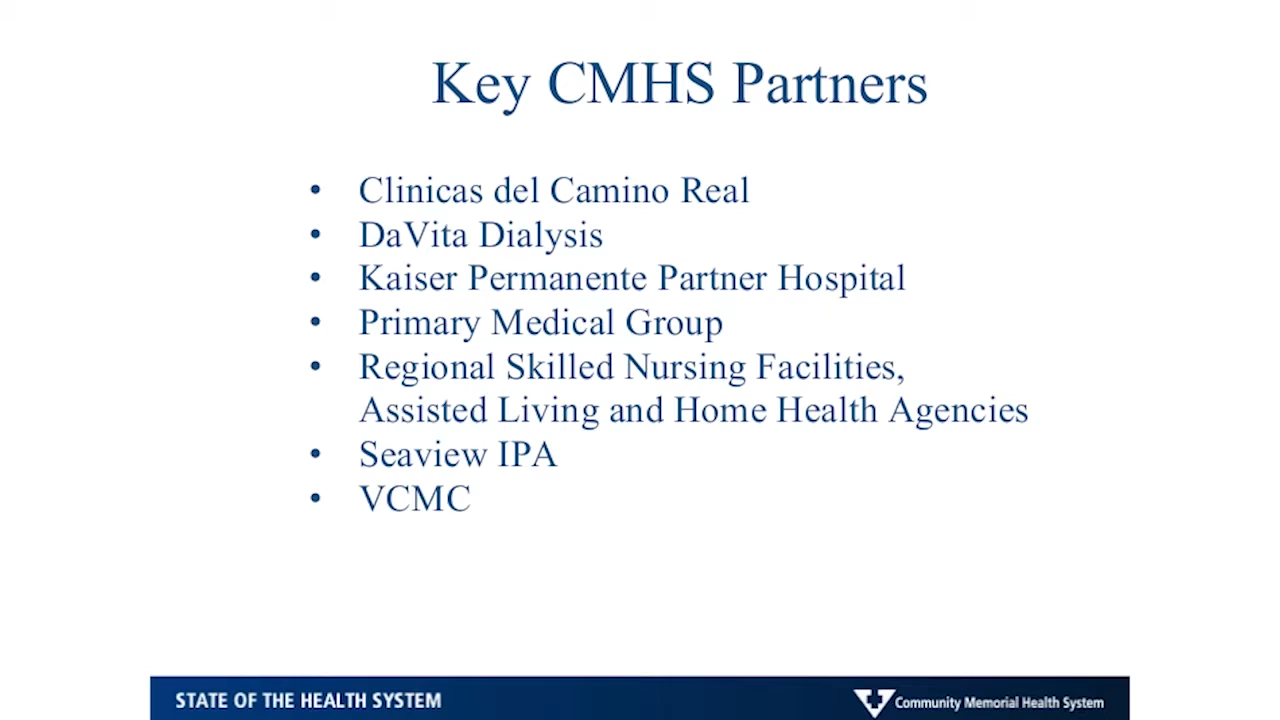 Key CMHS Partners
• Clinicas del Camino Real
• DaVita Dialysis
• Kaiser Permanente Partner Hospital
• Primary Medical Group
• Regional Skilled Nursing Facilities,
Assisted Living and Home Health Agencies
• Seaview IPA
• VCMC
STATE OF THE HEALTH SYSTEM
Community Memorial Health System